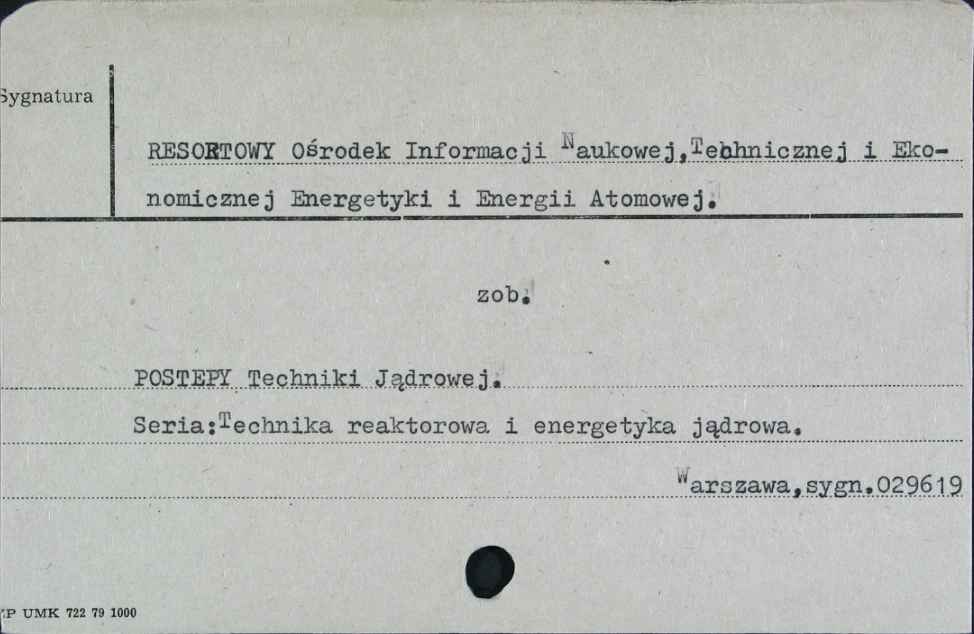 Sygnatura
RESORTOWY Ośrodek Informacji Naukowej,Technicznej i Eko-
nomicznej Energetyki i Energii Atomowej.
zob.
POSTEPY Techniki Jądrowej.
Seria:Technika reaktorowa i energetyka jądrowa.
Warszawa,sygn.029619
UMK 722 79 1000